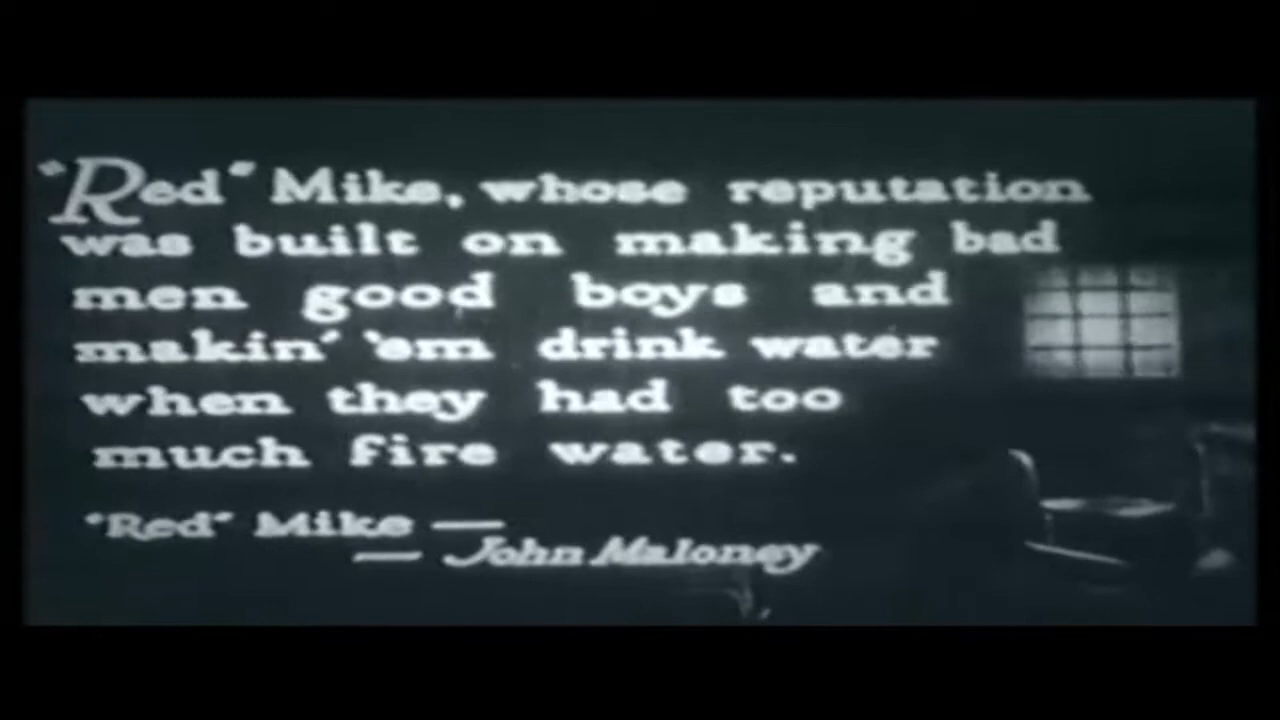 "Red" Mike, whose reputation
was built on making bad
men good boys and
makin' 'em drink water
when they had too
much fire water.
"Red" Mike —
— John Maloney